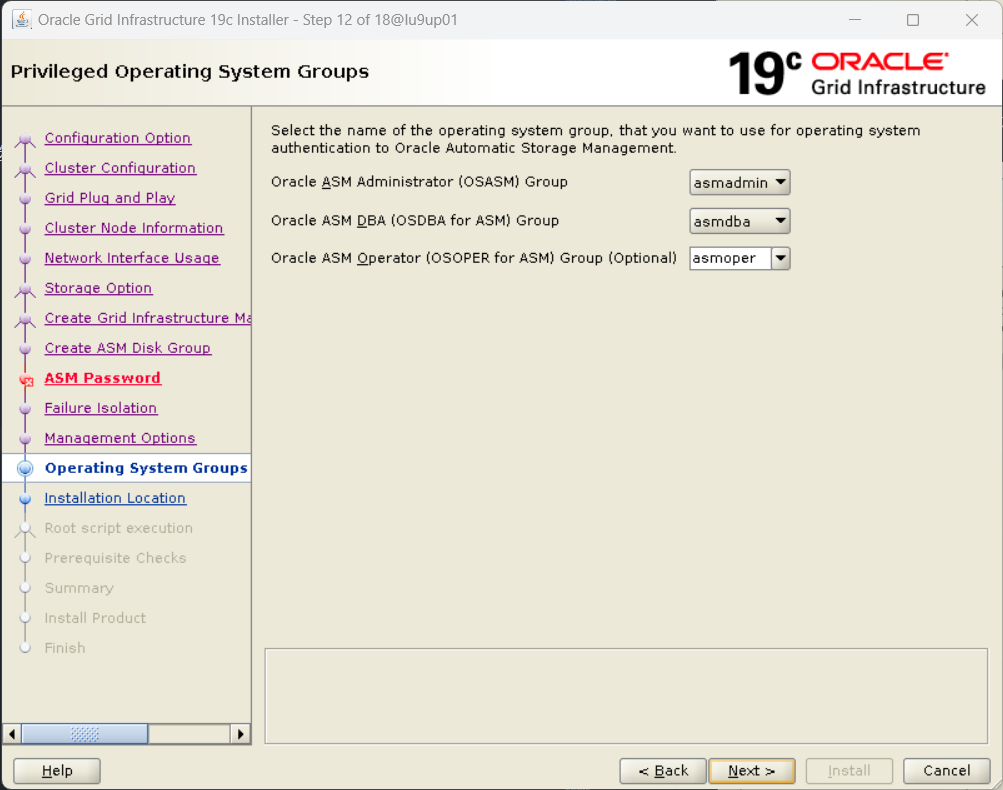 Oracle Grid Infrastructure 19c Installer - Step 12 of 18@lu9up01
Privileged Operating System Groups
19c ORACLE
Grid Infrastructure
Configuration Option
Cluster Configuration
Grid Plug and Play
Cluster Node Information
Network Interface Usage
Storage Option
Create Grid Infrastructure Ma
Create ASM Disk Group
ASM Password
Failure Isolation
Management Options
Operating System Groups
Installation Location
Root script execution
Prerequisite Checks
Summary
Install Product
Finish
Select the name of the operating system group, that you want to use for operating system
authentication to Oracle Automatic Storage Management.
Oracle ASM Administrator (OSASM) Group asmadmin
Oracle ASM DBA (OSDBA for ASM) Group asmdba
Oracle ASM Operator (OSOPER for ASM) Group (Optional) asmoper
Help < Back Next > Install Cancel